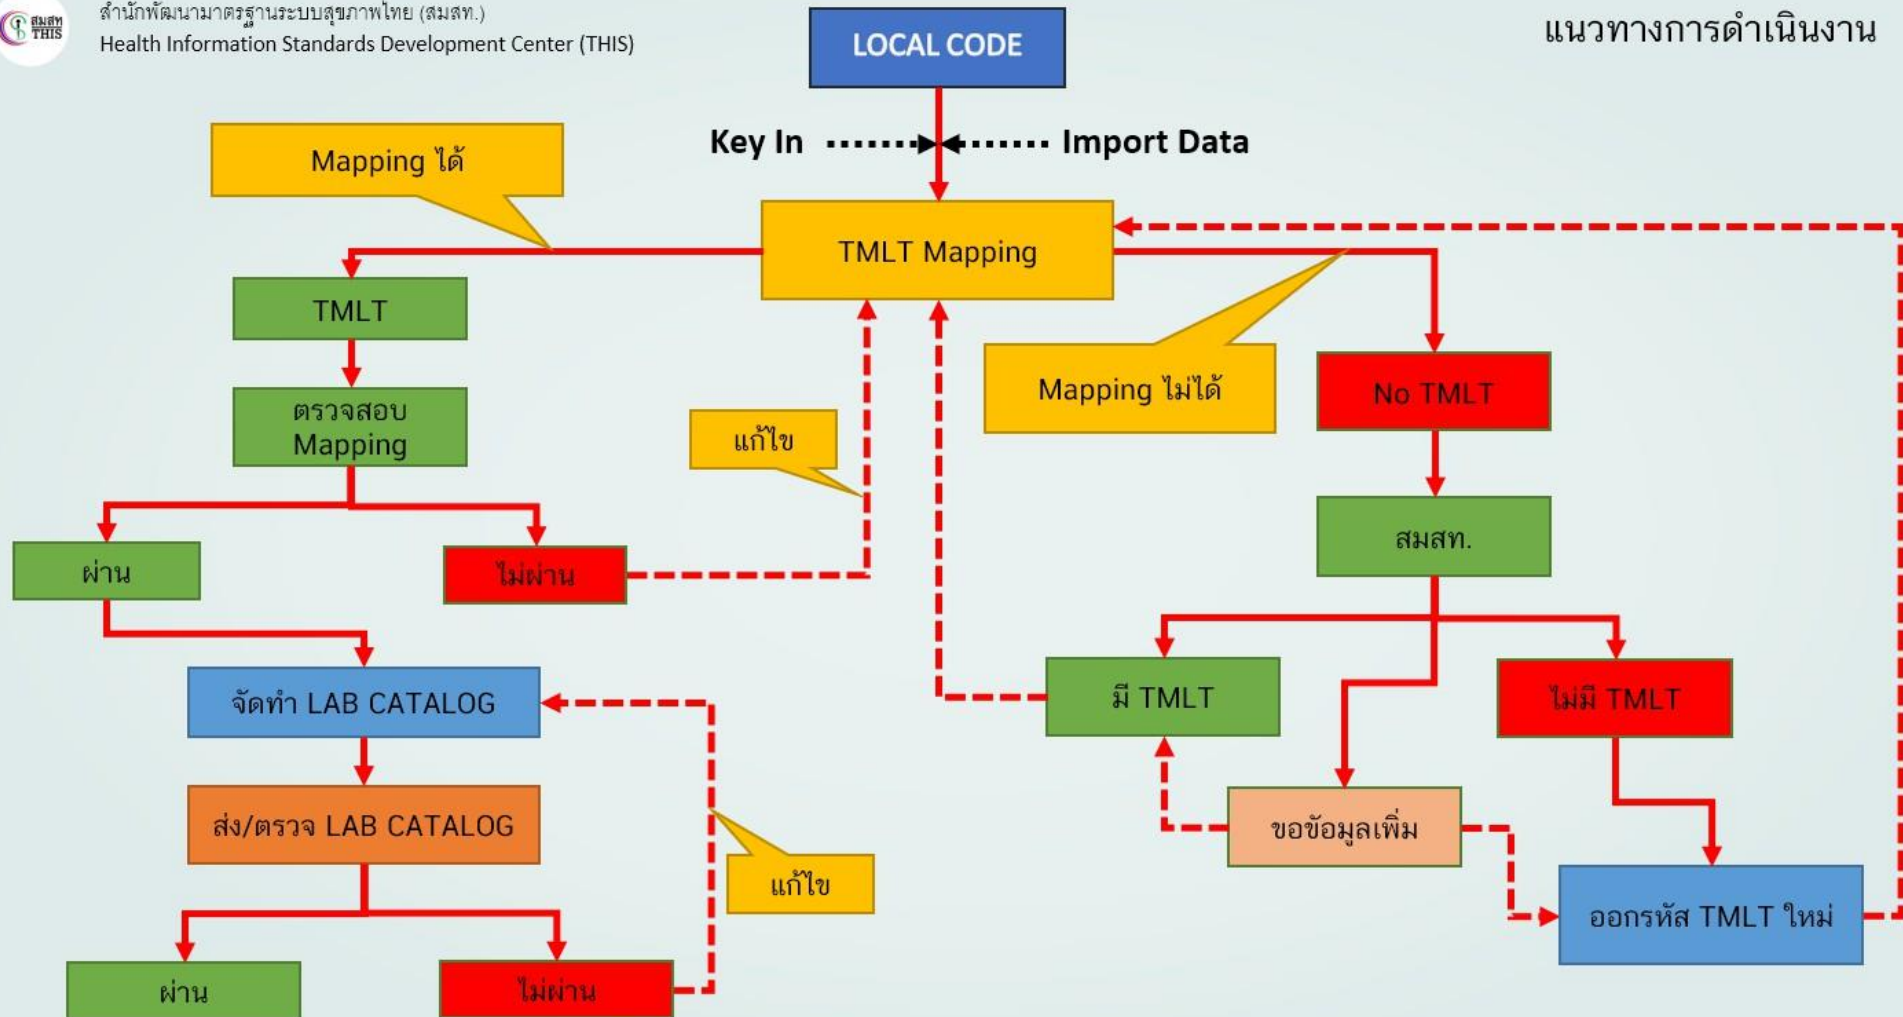 สมสท
THIS
สำนักพัฒนามาตรฐานระบบสุขภาพไทย (สมสท.)
Health Information Standards Development Center (THIS)
แนวทางการดำเนินงาน
LOCAL CODE
Key In
Import Data
Mapping ได้
TMLT Mapping
TMLT
Mapping ไม่ได้
No TMLT
ตรวจสอบ
Mapping
แก้ไข
สมสท.
ผ่าน
ไม่ผ่าน
จัดทำ LAB CATALOG
มี TMLT
ไม่มี TMLT
ส่ง/ตรวจ LAB CATALOG
ขอข้อมูลเพิ่ม
แก้ไข
ออกรหัส TMLT ใหม่
ผ่าน
ไม่ผ่าน